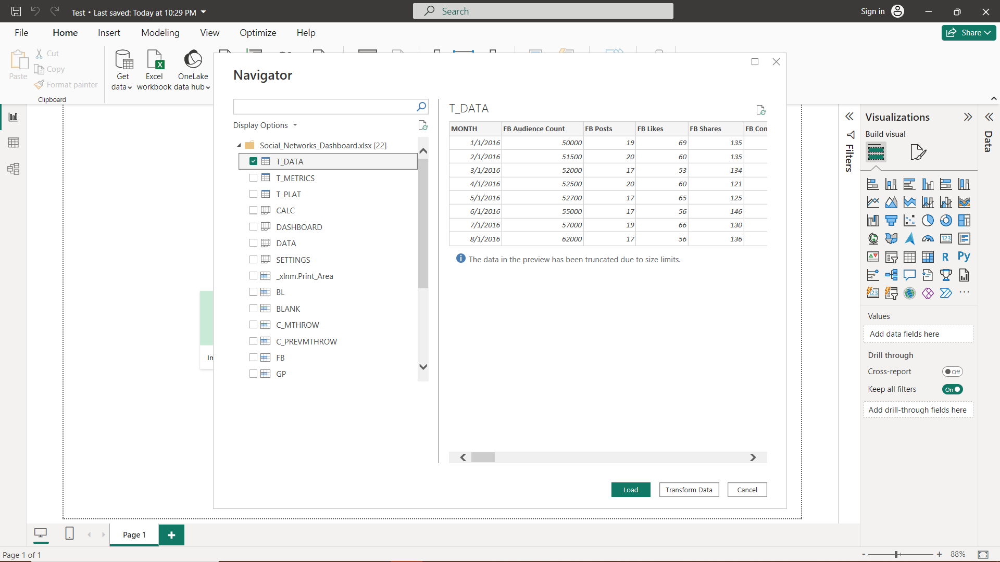 Test • Last saved: Today at 10:29 PM
Search
Sign in
File
Home
Insert
Modeling
View
Optimize
Help
Share
Paste
Cut
Copy
Format painter
Clipboard
Get
data
Excel
workbook
OneLake
data hub
Navigator
Display Options
Social_Networks_Dashboard.xlsx [22]
T_DATA
T_METRICS
T_PLAT
CALC
DASHBOARD
DATA
SETTINGS
_xlnm.Print_Area
BL
BLANK
C_MTHROW
C_PREVMTHROW
FB
GP
T_DATA
MONTH FB Audience Count FB Posts FB Likes FB Shares FB Con
1/1/2016 50000 19 69 135
2/1/2016 51500 20 60 135
3/1/2016 52000 17 53 134
4/1/2016 52500 20 60 121
5/1/2016 52700 17 65 125
6/1/2016 55000 17 56 146
7/1/2016 57000 19 66 130
8/1/2016 62000 17 56 136
The data in the preview has been truncated due to size limits.
Load
Transform Data
Cancel
Im
Filters
Visualizations
Build visual
123
R
Py
123
Values
Add data fields here
Drill through
Cross-report
Off
Keep all filters
On
Add drill-through fields here
Data
Page 1
Page 1 of 1
- + 88%